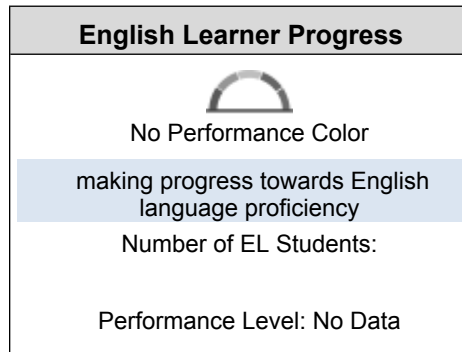 English Learner Progress
No Performance Color
making progress towards English
language proficiency
Number of EL Students:
Performance Level: No Data